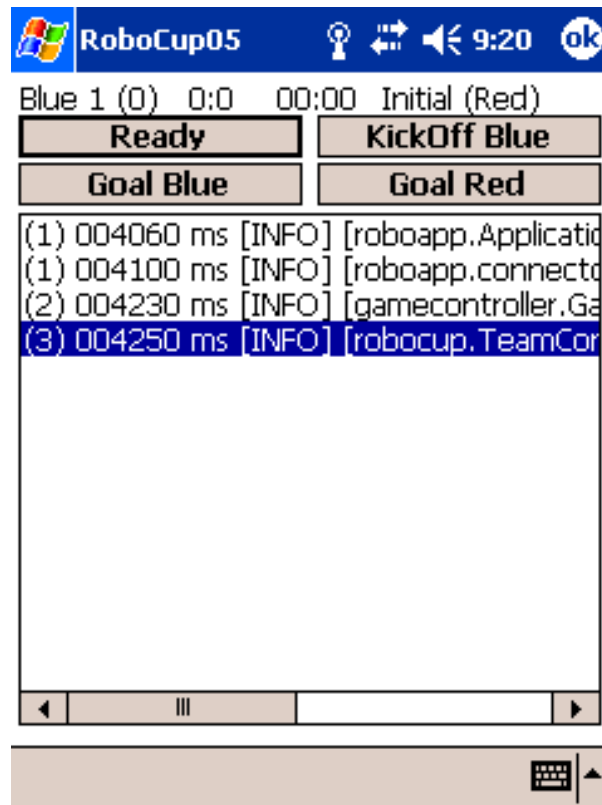 RoboCup05 9:20 ok
Blue 1 (0) 0:0 00:00 Initial (Red)
Ready KickOff Blue
Goal Blue Goal Red
(1) 004060 ms [INFO] [roboapp.Applicatio
(1) 004100 ms [INFO] [roboapp.connecto
(2) 004230 ms [INFO] [gamecontroller.Ga
(3) 004250 ms [INFO] [robocup.TeamCor